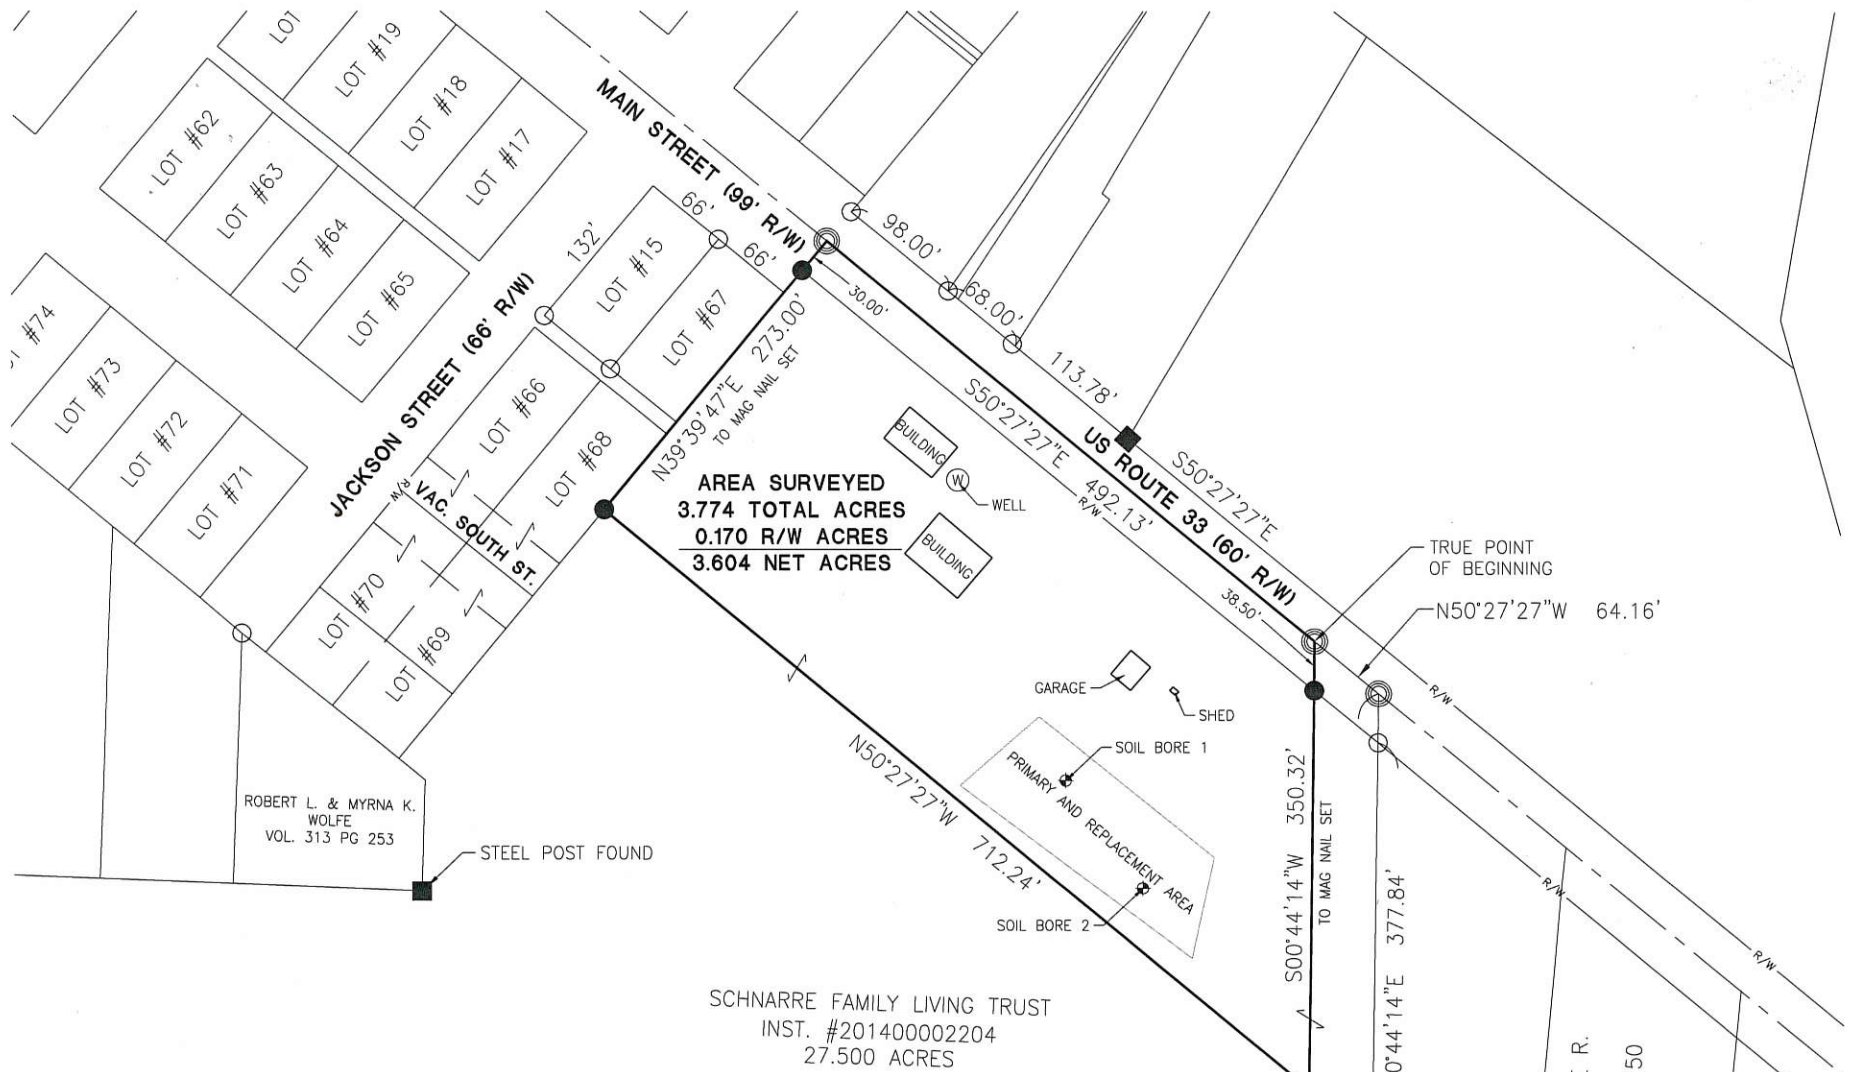 LOT #19
LOT #18
LOT #17
LOT #62
LOT #63
LOT #64
LOT #65
#74
LOT #73
LOT #72
LOT #71
MAIN STREET (99' R/W)
JACKSON STREET (66' R/W)
132'
66'
66'
LOT #15
LOT #67
LOT #66
LOT #68
R/W
VAC. SOUTH ST.
LOT #70
LOT #69
N39°39'47"E 273.00'
TO MAG NAIL SET
30.00'
98.00'
68.00'
113.78'
S50°27'27"E 492.13'
R/W
US ROUTE 33 (60' R/W)
S50°27'27"E
BUILDING
W
WELL
BUILDING
AREA SURVEYED
3.774 TOTAL ACRES
0.170 R/W ACRES
3.604 NET ACRES
TRUE POINT
OF BEGINNING
N50°27'27"W 64.16'
38.50'
GARAGE
SHED
SOIL BORE 1
PRIMARY AND REPLACEMENT AREA
SOIL BORE 2
N50°27'27"W 712.24'
S00°44'14"W 350.32'
TO MAG NAIL SET
0°44'14"E 377.84'
R/W
R/W
R/W
ROBERT L. & MYRNA K.
WOLFE
VOL. 313 PG 253
STEEL POST FOUND
SCHNARRE FAMILY LIVING TRUST
INST. #201400002204
27.500 ACRES
R.
50